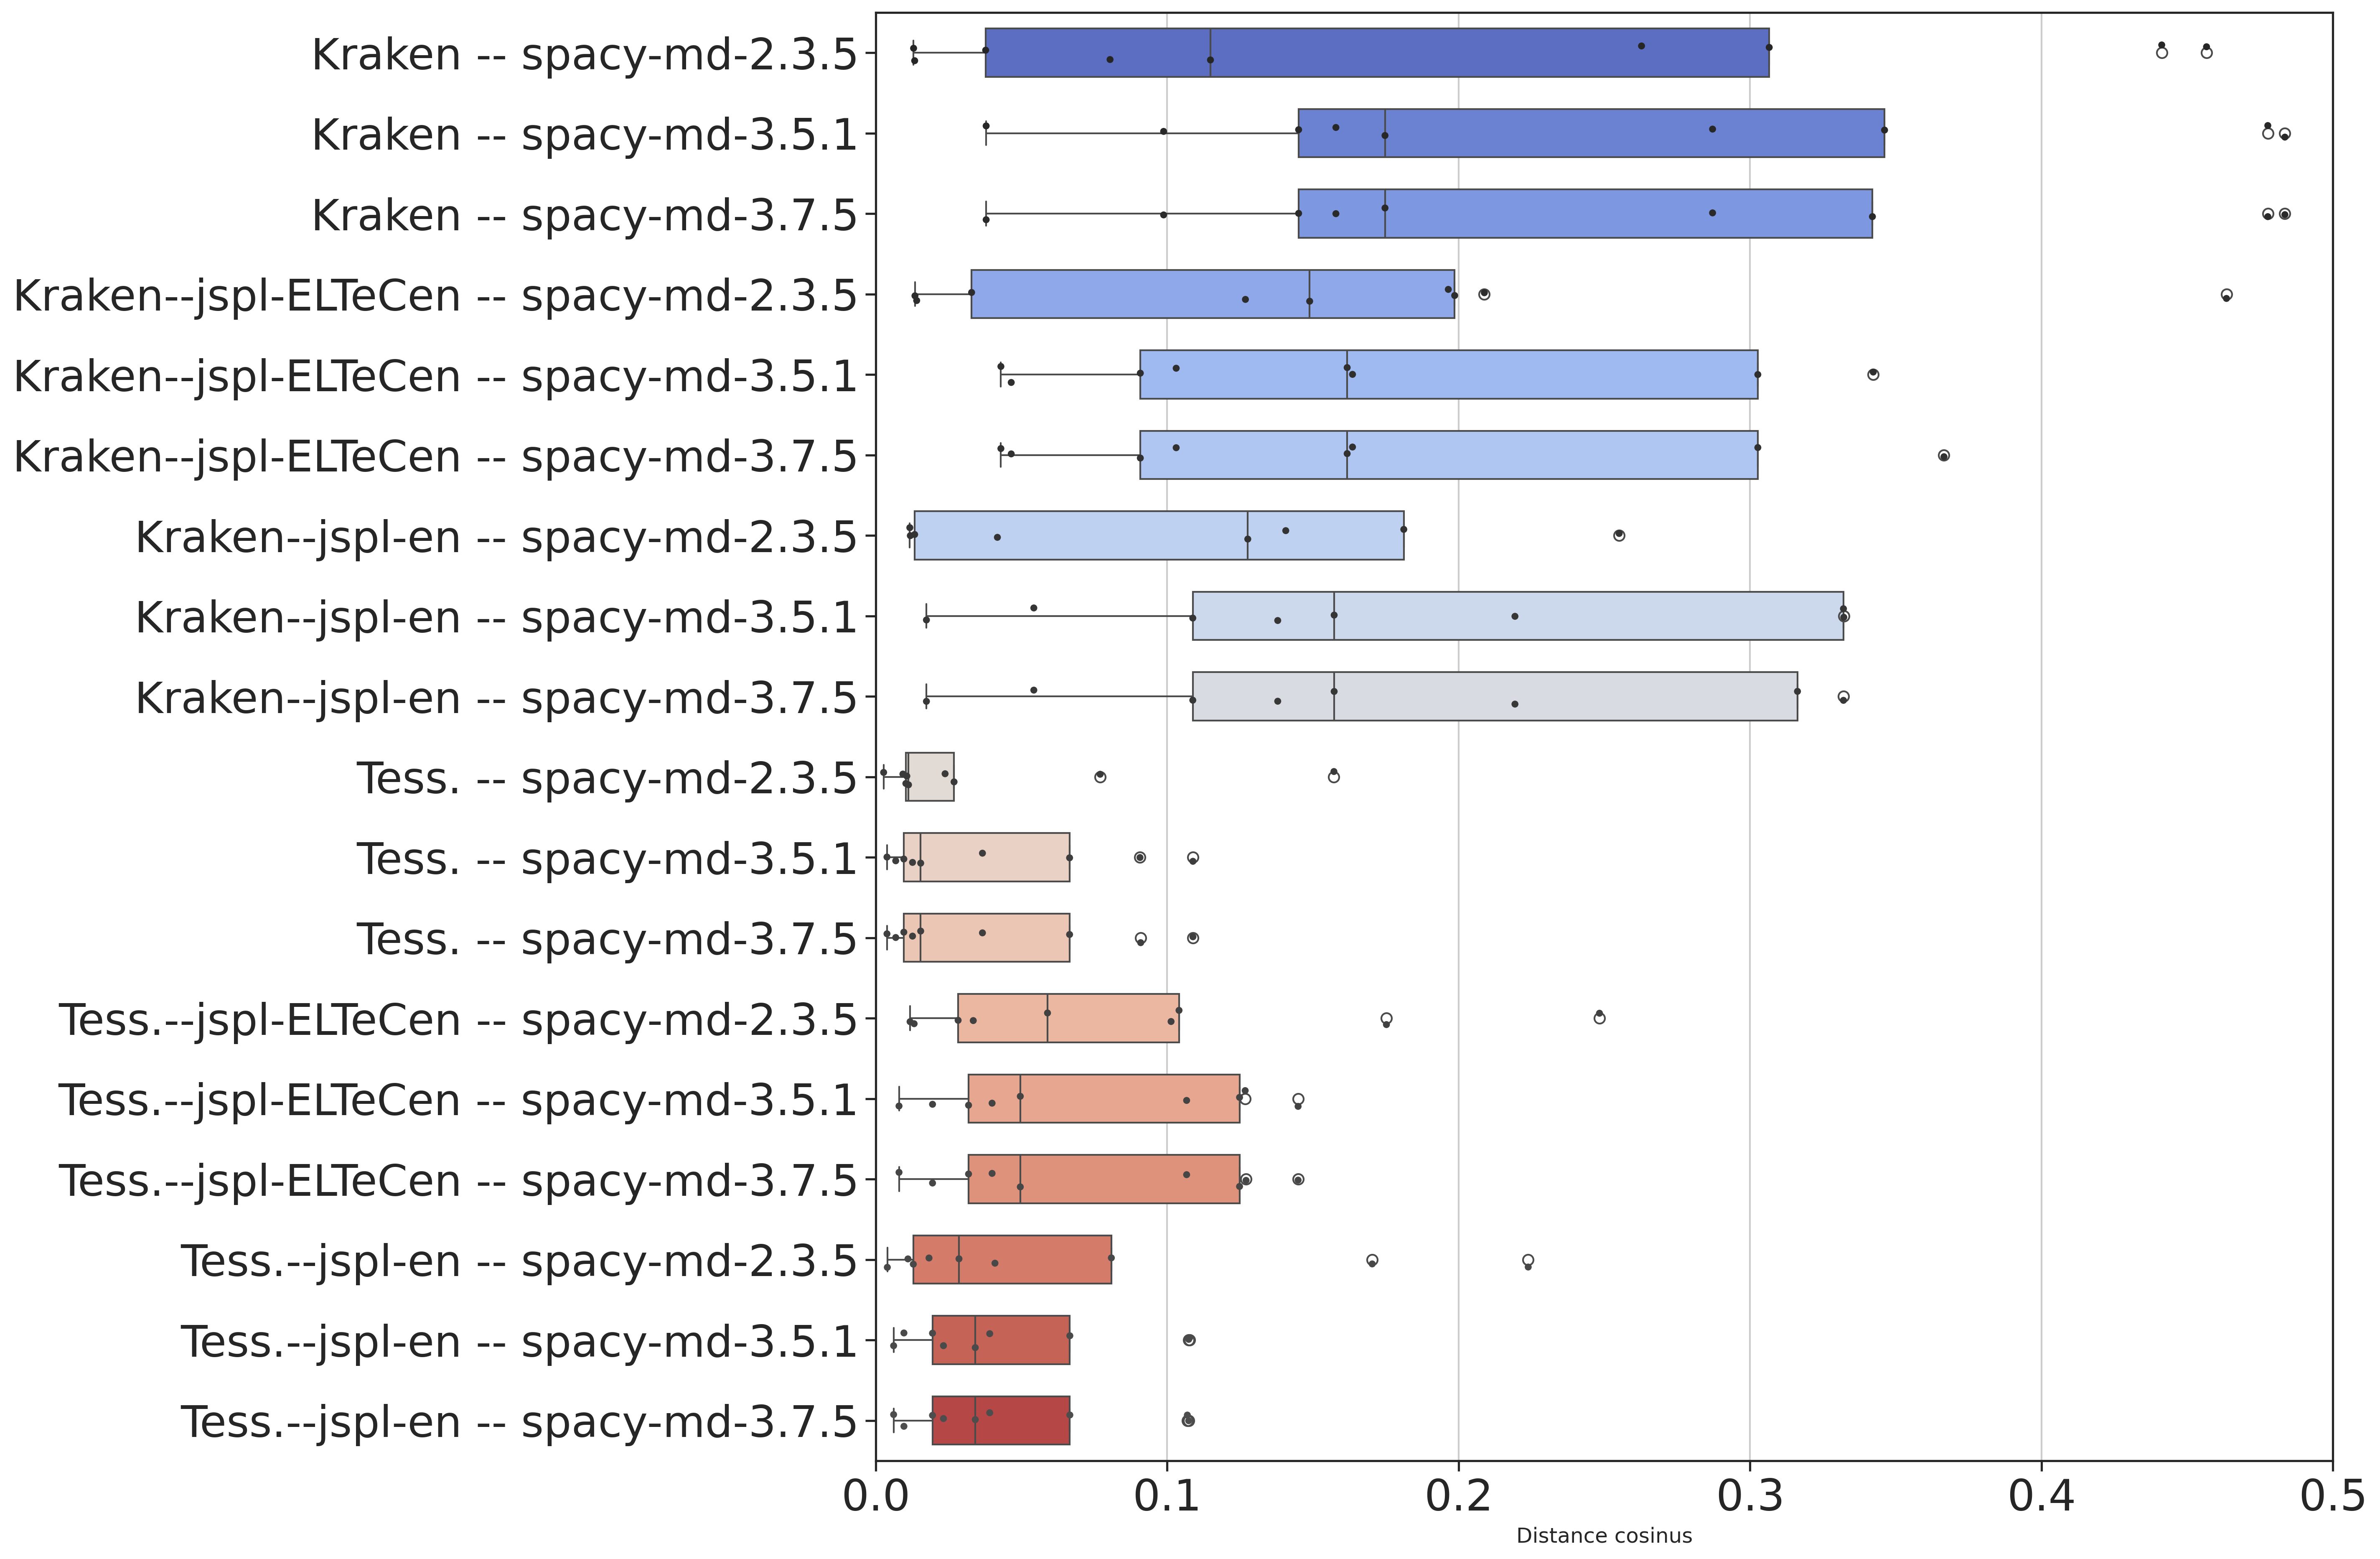 Kraken -- spacy-md-2.3.5
Kraken -- spacy-md-3.5.1
Kraken -- spacy-md-3.7.5
Kraken--jspl-ELTeCen -- spacy-md-2.3.5
Kraken--jspl-ELTeCen -- spacy-md-3.5.1
Kraken--jspl-ELTeCen -- spacy-md-3.7.5
Kraken--jspl-en -- spacy-md-2.3.5
Kraken--jspl-en -- spacy-md-3.5.1
Kraken--jspl-en -- spacy-md-3.7.5
Tess. -- spacy-md-2.3.5
Tess. -- spacy-md-3.5.1
Tess. -- spacy-md-3.7.5
Tess.--jspl-ELTeCen -- spacy-md-2.3.5
Tess.--jspl-ELTeCen -- spacy-md-3.5.1
Tess.--jspl-ELTeCen -- spacy-md-3.7.5
Tess.--jspl-en -- spacy-md-2.3.5
Tess.--jspl-en -- spacy-md-3.5.1
Tess.--jspl-en -- spacy-md-3.7.5
0.0 0.1 0.2 0.3 0.4 0.5
Distance cosinus